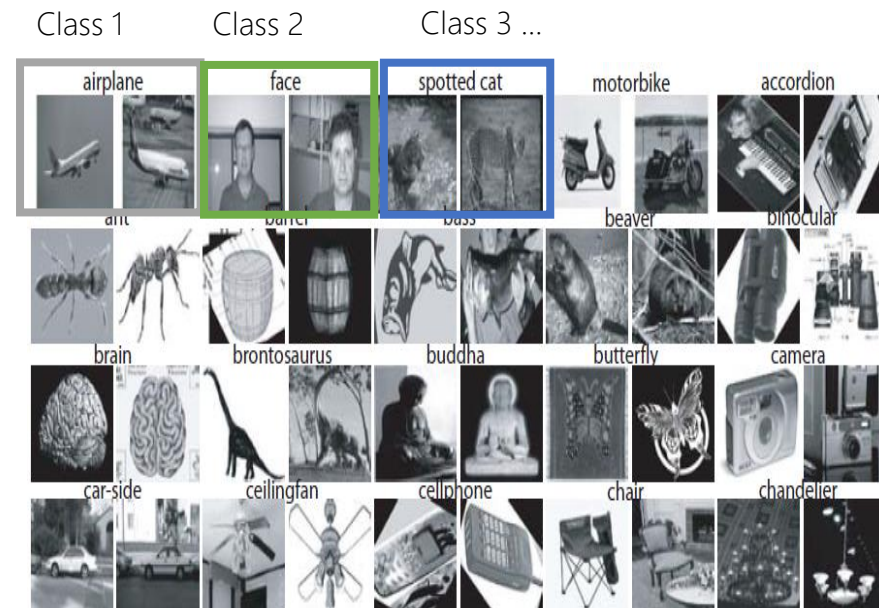 Class 1 Class 2 Class 3 ...
airplane face spotted cat motorbike accordion
ant barrel bass beaver binocular
brain brontosaurus buddha butterfly camera
car-side ceilingfan cellphone chair chandelier